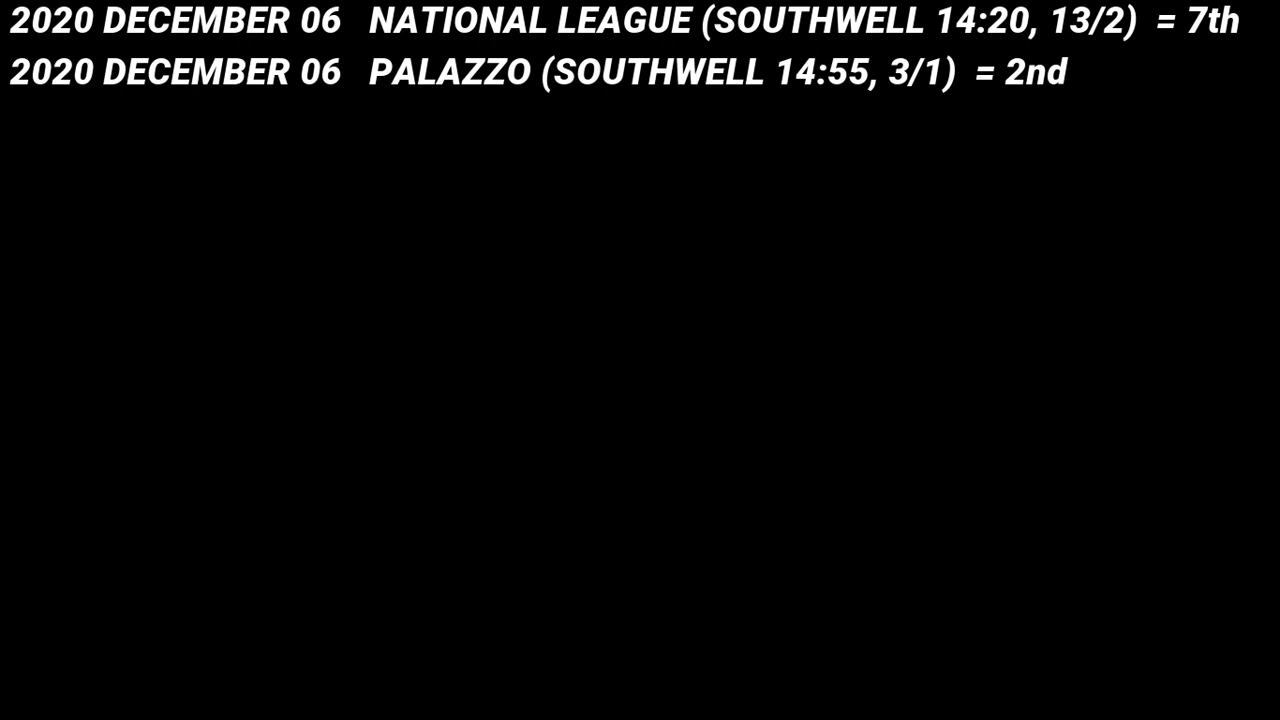 2020 DECEMBER 06 NATIONAL LEAGUE (SOUTHWELL 14:20, 13/2) = 7th
2020 DECEMBER 06 PALAZZO (SOUTHWELL 14:55, 3/1) = 2nd